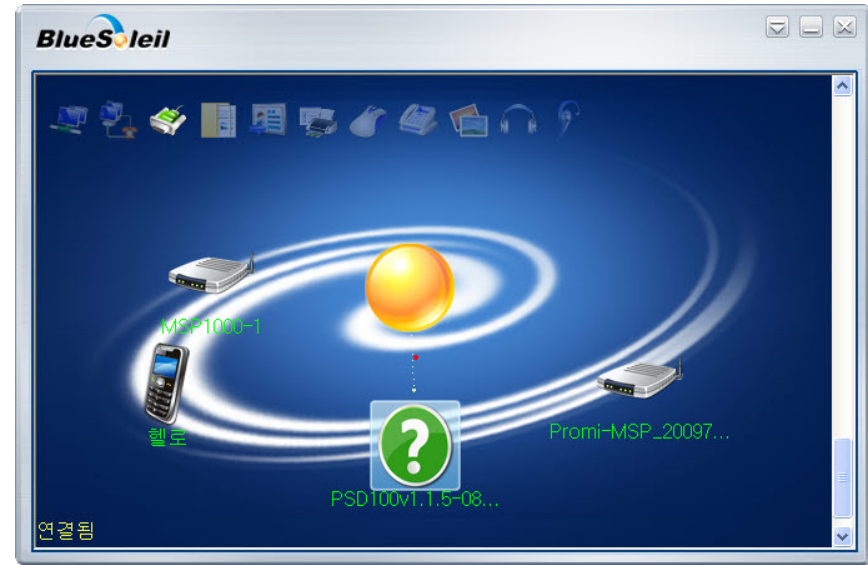 BlueSoleil
MSP1000-1
헬로
Promi-MSP_20097...
PSD100v1.1.5-08...
연결됨